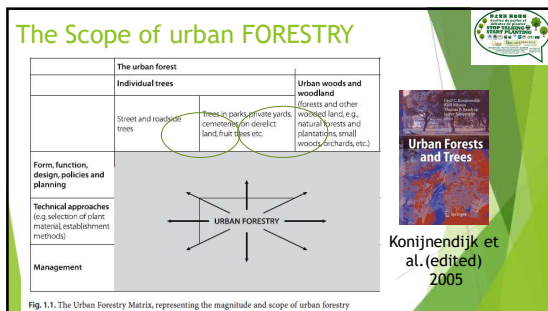 The Scope of urban FORESTRY
STOP TALKING
START PLANTING
The urban forest
Individual trees
Urban woods and
woodland
(forests and other
wooded land, e.g.,
natural forests and
plantations, small
woods, orchards, etc.)
Street and roadside
trees
Trees in parks, private yards,
cemeteries, on derelict
land, fruit trees etc.
Form, function,
design, policies and
planning
Technical approaches
(e.g. selection of plant
material, establishment
methods)
Management
URBAN FORESTRY
Fig. 1.1. The Urban Forestry Matrix, representing the magnitude and scope of urban forestry
Urban Forests
and Trees
Springer
Konijnendijk et
al.(edited)
2005